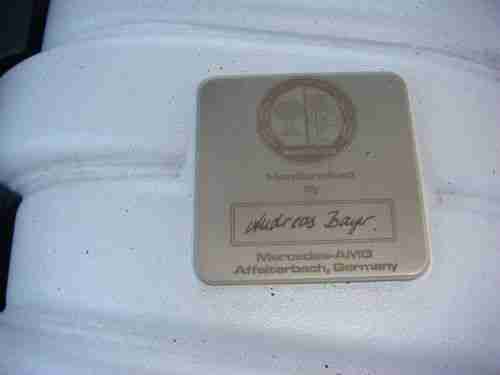 Handcrafted
By
Andreas Bayer.
Mercedes-AMG
Affalterbach, Germany